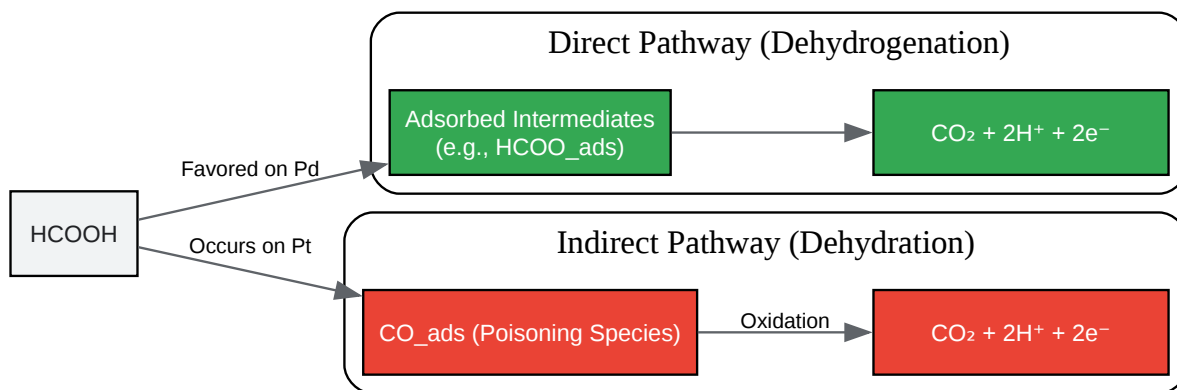 Direct Pathway (Dehydrogenation)
Adsorbed Intermediates
(e.g., HCOO_ads)
CO₂ + 2H⁺ + 2e⁻
Favored on Pd
HCOOH
Occurs on Pt
Indirect Pathway (Dehydration)
CO_ads (Poisoning Species)
Oxidation
CO₂ + 2H⁺ + 2e⁻